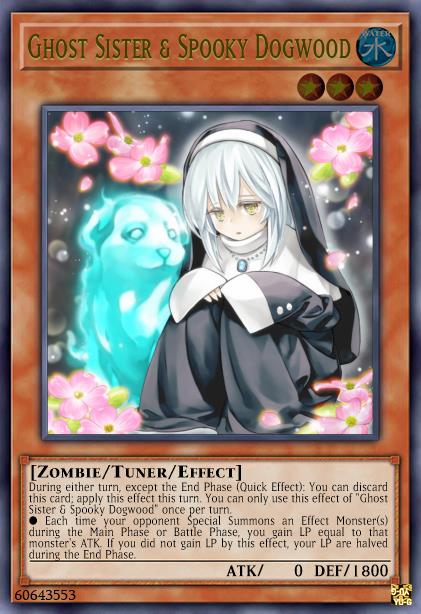 Ghost Sister & Spooky Dogwood
WATER
水
[Zombie/Tuner/Effect]
During either turn, except the End Phase (Quick Effect): You can discard
this card; apply this effect this turn. You can only use this effect of "Ghost
Sister & Spooky Dogwood" once per turn.
● Each time your opponent Special Summons an Effect Monster(s)
during the Main Phase or Battle Phase, you gain LP equal to that
monster's ATK. If you did not gain LP by this effect, your LP are halved
during the End Phase.
ATK/ 0 DEF/1800
60643553